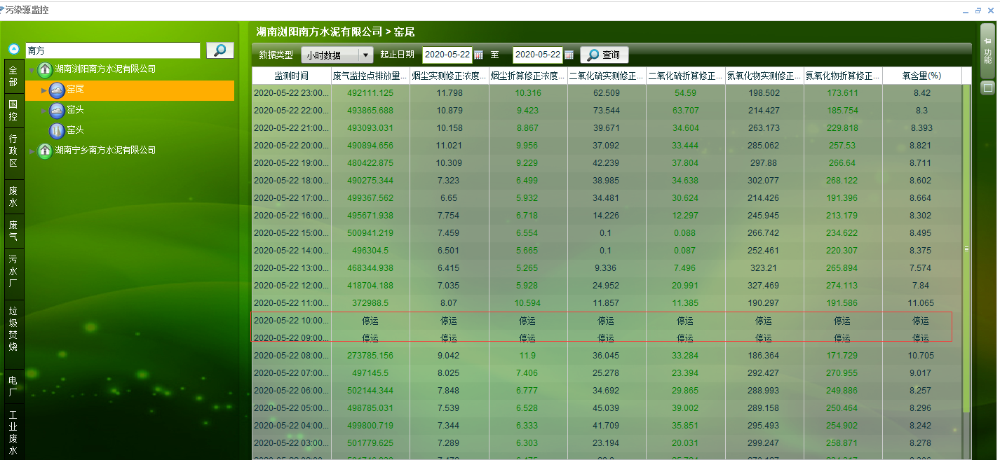 污染源监控
南方
全部
国控
行政区
废水
废气
污水厂
垃圾焚烧
电厂
工业废水
湖南浏阳南方水泥有限公司
窑尾
窑头
窑头
湖南宁乡南方水泥有限公司
湖南浏阳南方水泥有限公司 > 窑尾
数据类型 小时数据 起止日期 2020-05-22 至 2020-05-22 查询
监测时间 废气监控点排放量... 烟尘实测修正浓度... 烟尘折算修正浓度... 二氧化硫实测修正... 二氧化硫折算修正... 氮氧化物实测修正... 氮氧化物折算修正... 氧含量(%)
2020-05-22 23:00... 492111.125 11.798 10.316 62.509 54.59 198.502 173.611 8.42
2020-05-22 22:00... 493865.688 10.879 9.423 73.544 63.707 214.427 185.754 8.3
2020-05-22 21:00... 493093.031 10.158 8.867 39.671 34.604 263.173 229.818 8.393
2020-05-22 20:00... 490894.656 11.021 9.956 37.092 33.444 285.062 257.53 8.821
2020-05-22 19:00... 480422.875 10.309 9.229 42.239 37.804 297.88 266.64 8.711
2020-05-22 18:00... 490275.344 7.323 6.499 38.985 34.638 302.077 268.122 8.602
2020-05-22 17:00... 499367.562 6.65 5.932 34.481 30.624 214.426 191.396 8.664
2020-05-22 16:00... 495671.938 7.754 6.718 14.226 12.297 245.945 213.179 8.302
2020-05-22 15:00... 500941.219 7.459 6.554 0.1 0.088 266.742 234.622 8.495
2020-05-22 14:00... 496304.5 6.501 5.665 0.1 0.087 252.461 220.307 8.375
2020-05-22 13:00... 468344.938 6.415 5.265 9.336 7.496 323.21 265.894 7.574
2020-05-22 12:00... 418704.188 7.035 5.928 24.952 20.991 327.469 274.113 7.84
2020-05-22 11:00... 372988.5 8.07 10.594 11.857 11.385 190.297 191.586 11.065
2020-05-22 10:00... 停运 停运 停运 停运 停运 停运 停运 停运
2020-05-22 09:00... 停运 停运 停运 停运 停运 停运 停运 停运
2020-05-22 08:00... 273785.156 9.042 11.9 36.045 33.284 186.364 171.729 10.705
2020-05-22 07:00... 497145.5 8.025 7.406 25.278 23.394 292.427 270.955 9.017
2020-05-22 06:00... 502144.344 7.848 6.777 34.692 29.865 288.993 249.886 8.257
2020-05-22 05:00... 498785.031 7.539 6.528 45.039 39.002 289.158 250.464 8.296
2020-05-22 04:00... 499800.719 7.344 6.333 41.709 35.851 295.493 254.902 8.242
2020-05-22 03:00... 501779.625 7.289 6.303 23.194 20.031 299.247 258.871 8.278
功能